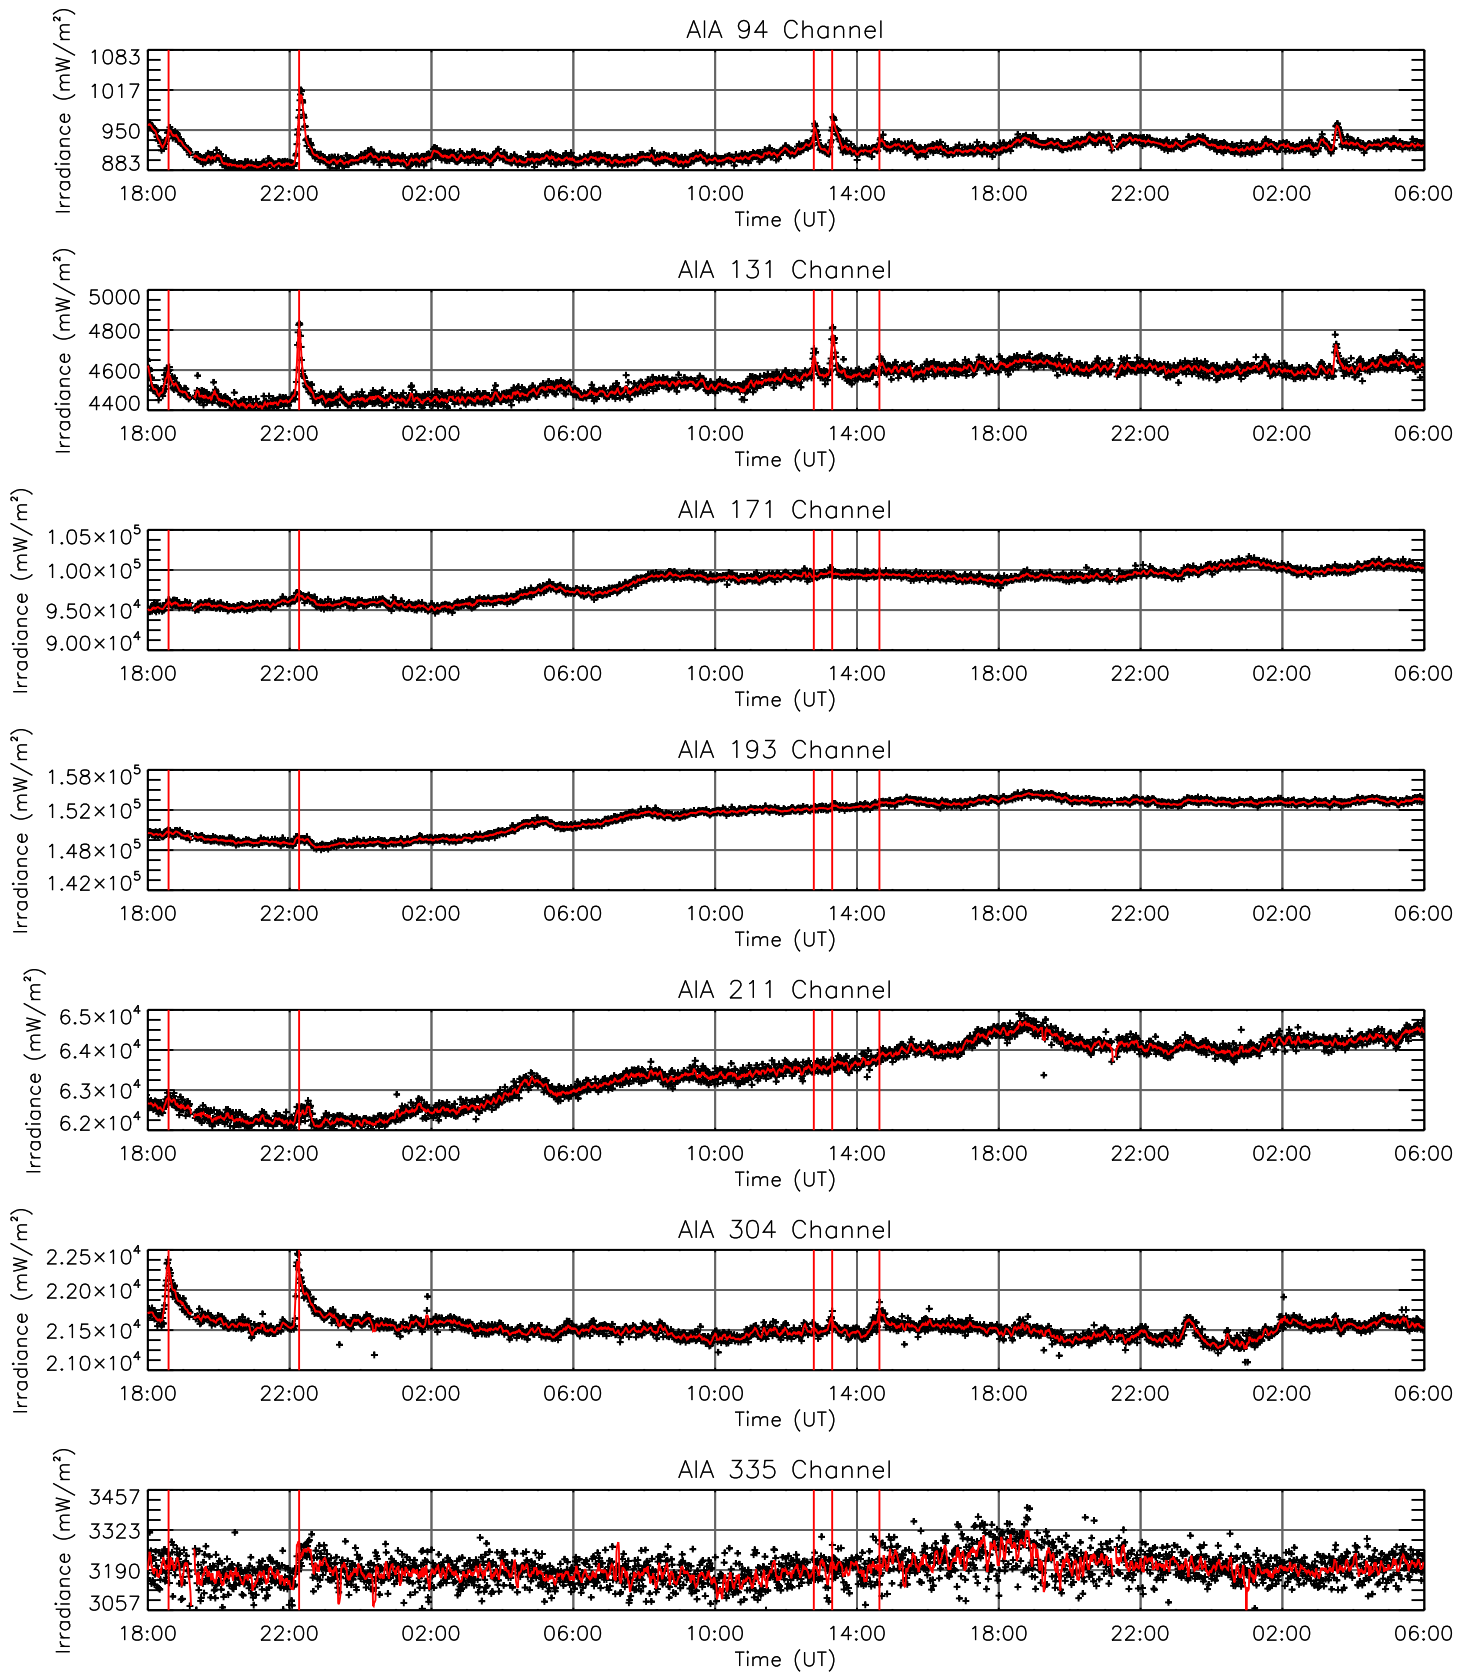 AIA 94 Channel
Irradiance (mW/m²)
1083
1017
950
883
18:00 22:00 02:00 06:00 10:00 14:00 18:00 22:00 02:00 06:00
Time (UT)
AIA 131 Channel
Irradiance (mW/m²)
5000
4800
4600
4400
18:00 22:00 02:00 06:00 10:00 14:00 18:00 22:00 02:00 06:00
Time (UT)
AIA 171 Channel
Irradiance (mW/m²)
1.05×10⁵
1.00×10⁵
9.50×10⁴
9.00×10⁴
18:00 22:00 02:00 06:00 10:00 14:00 18:00 22:00 02:00 06:00
Time (UT)
AIA 193 Channel
Irradiance (mW/m²)
1.58×10⁵
1.52×10⁵
1.48×10⁵
1.42×10⁵
18:00 22:00 02:00 06:00 10:00 14:00 18:00 22:00 02:00 06:00
Time (UT)
AIA 211 Channel
Irradiance (mW/m²)
6.5×10⁴
6.4×10⁴
6.3×10⁴
6.2×10⁴
18:00 22:00 02:00 06:00 10:00 14:00 18:00 22:00 02:00 06:00
Time (UT)
AIA 304 Channel
Irradiance (mW/m²)
2.25×10⁴
2.20×10⁴
2.15×10⁴
2.10×10⁴
18:00 22:00 02:00 06:00 10:00 14:00 18:00 22:00 02:00 06:00
Time (UT)
AIA 335 Channel
Irradiance (mW/m²)
3457
3323
3190
3057
18:00 22:00 02:00 06:00 10:00 14:00 18:00 22:00 02:00 06:00
Time (UT)